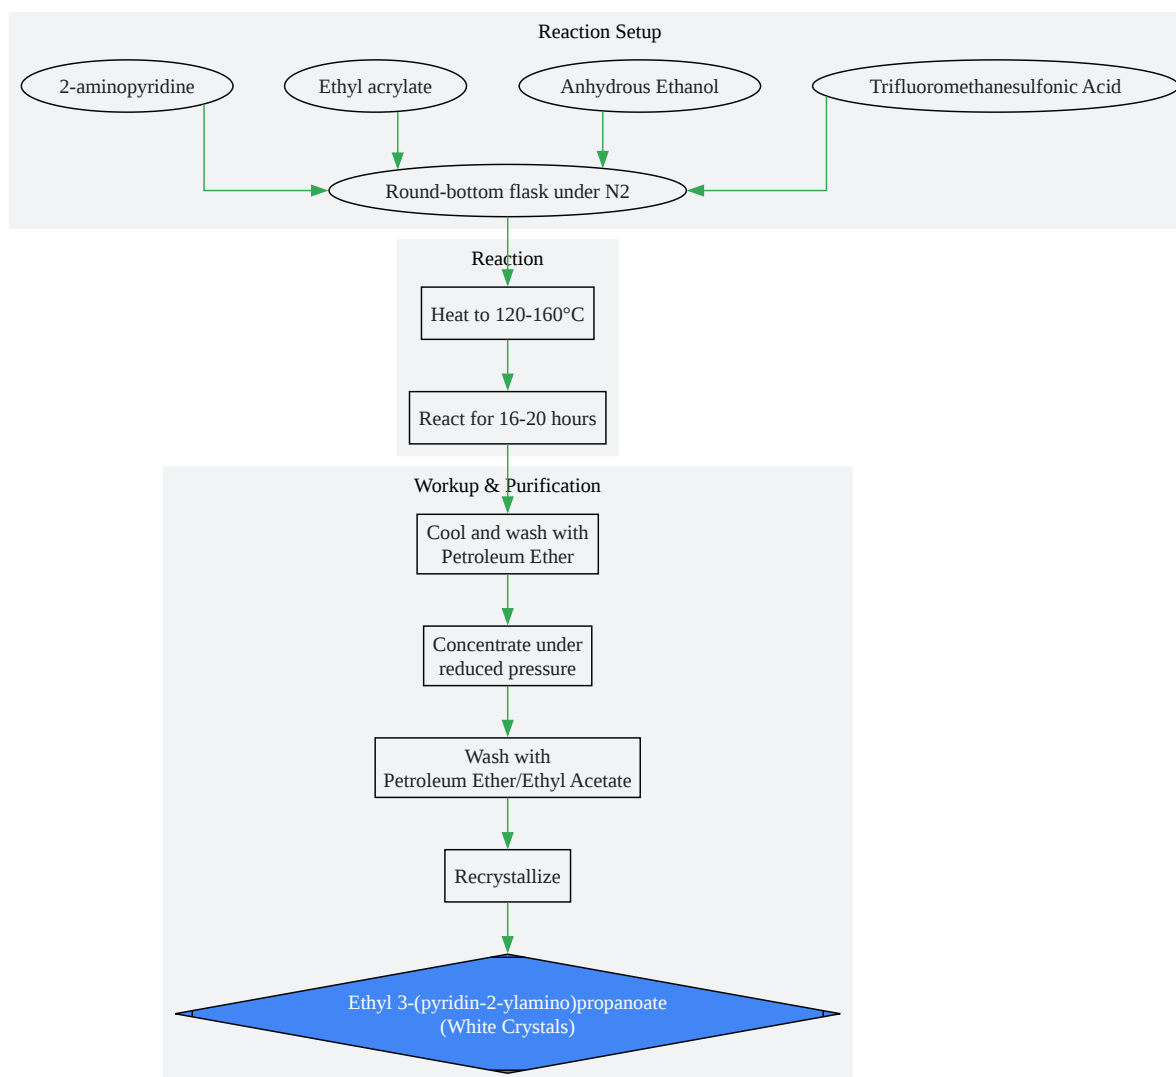 Reaction Setup
2-aminopyridine
Ethyl acrylate
Anhydrous Ethanol
Trifluoromethanesulfonic Acid
Round-bottom flask under N2
Reaction
Heat to 120-160°C
React for 16-20 hours
Workup & Purification
Cool and wash with
Petroleum Ether
Concentrate under
reduced pressure
Wash with
Petroleum Ether/Ethyl Acetate
Recrystallize
Ethyl 3-(pyridin-2-ylamino)propanoate
(White Crystals)